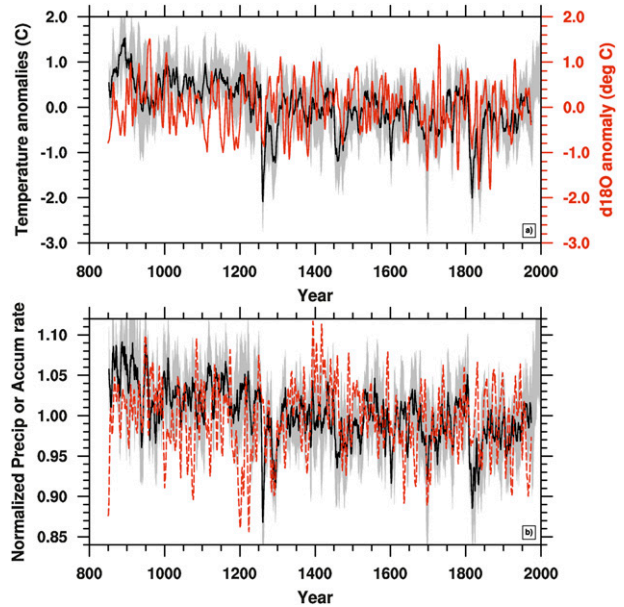 2.0
1.0
0.0
-1.0
-2.0
-3.0
Temperature anomalies (C)
2.0
1.0
0.0
-1.0
-2.0
-3.0
d18O anomaly (deg C)
a)
800 1000 1200 1400 1600 1800 2000
Year
1.10
1.05
1.00
0.95
0.90
0.85
Normalized Precip or Accum rate
b)
800 1000 1200 1400 1600 1800 2000
Year